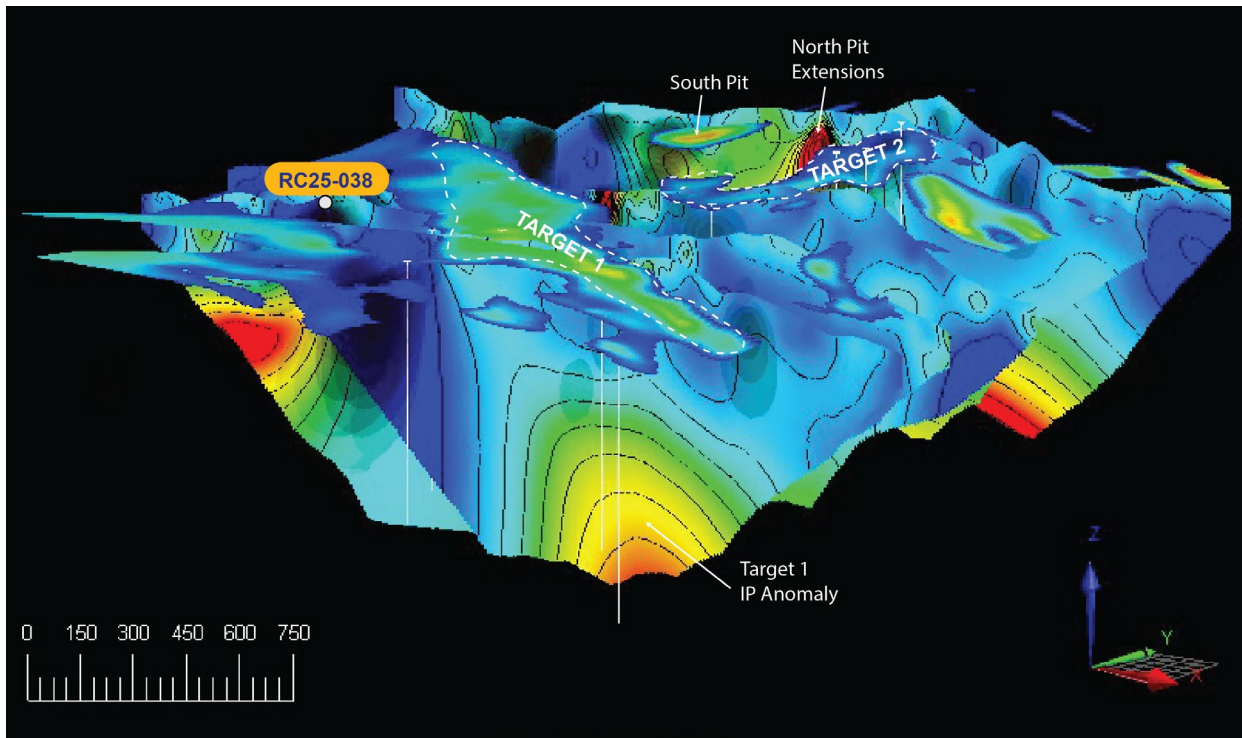 North Pit
Extensions
South Pit
TARGET 2
RC25-038
TARGET 1
Target 1
IP Anomaly
Z
Y
X
0 150 300 450 600 750